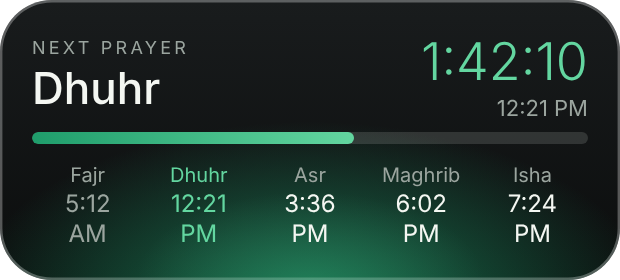 NEXT PRAYER
Dhuhr
1:42:10
12:21 PM
Fajr
5:12
AM
Dhuhr
12:21
PM
Asr
3:36
PM
Maghrib
6:02
PM
Isha
7:24
PM